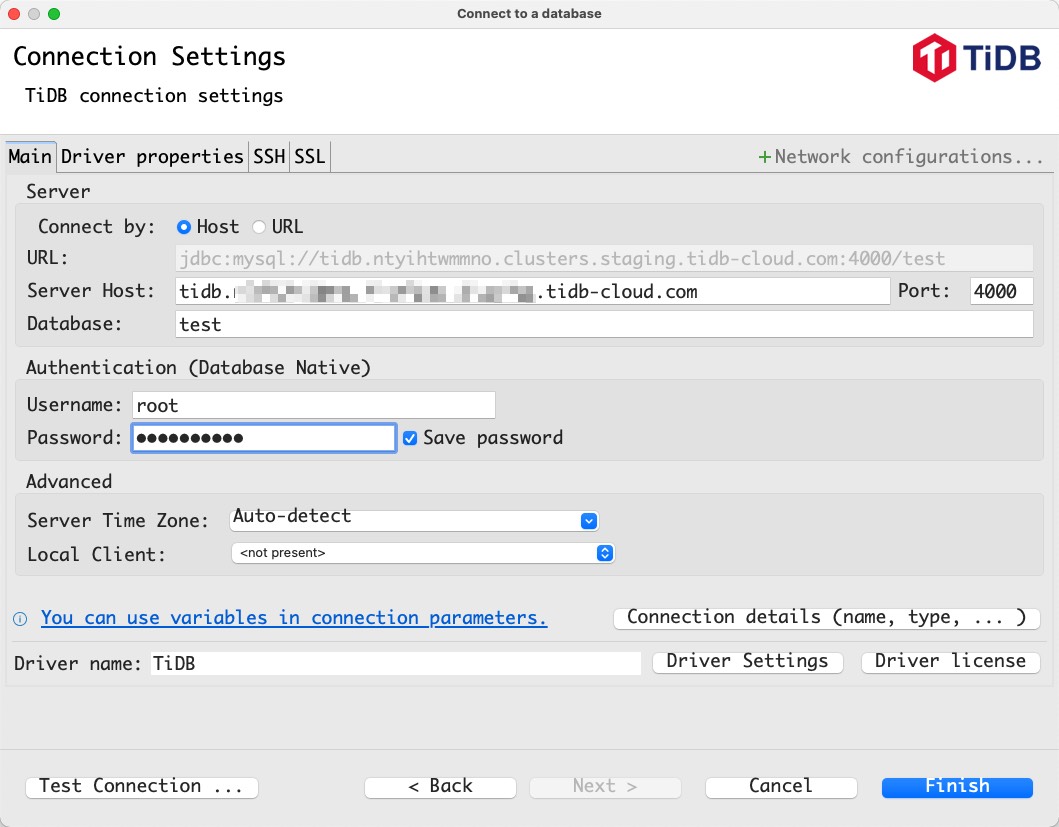 Connect to a database
Connection Settings
TiDB
TiDB connection settings
Main Driver properties SSH SSL +Network configurations...
Server
Connect by: Host URL
URL: jdbc:mysql://tidb.ntyihtwmmno.clusters.staging.tidb-cloud.com:4000/test
Server Host: tidb. .tidb-cloud.com Port: 4000
Database: test
Authentication (Database Native)
Username: root
Password: ●●●●●●●●●● Save password
Advanced
Server Time Zone: Auto-detect
Local Client: <not present>
You can use variables in connection parameters. Connection details (name, type, ... )
Driver name: TiDB Driver Settings Driver license
Test Connection ... < Back Next > Cancel Finish